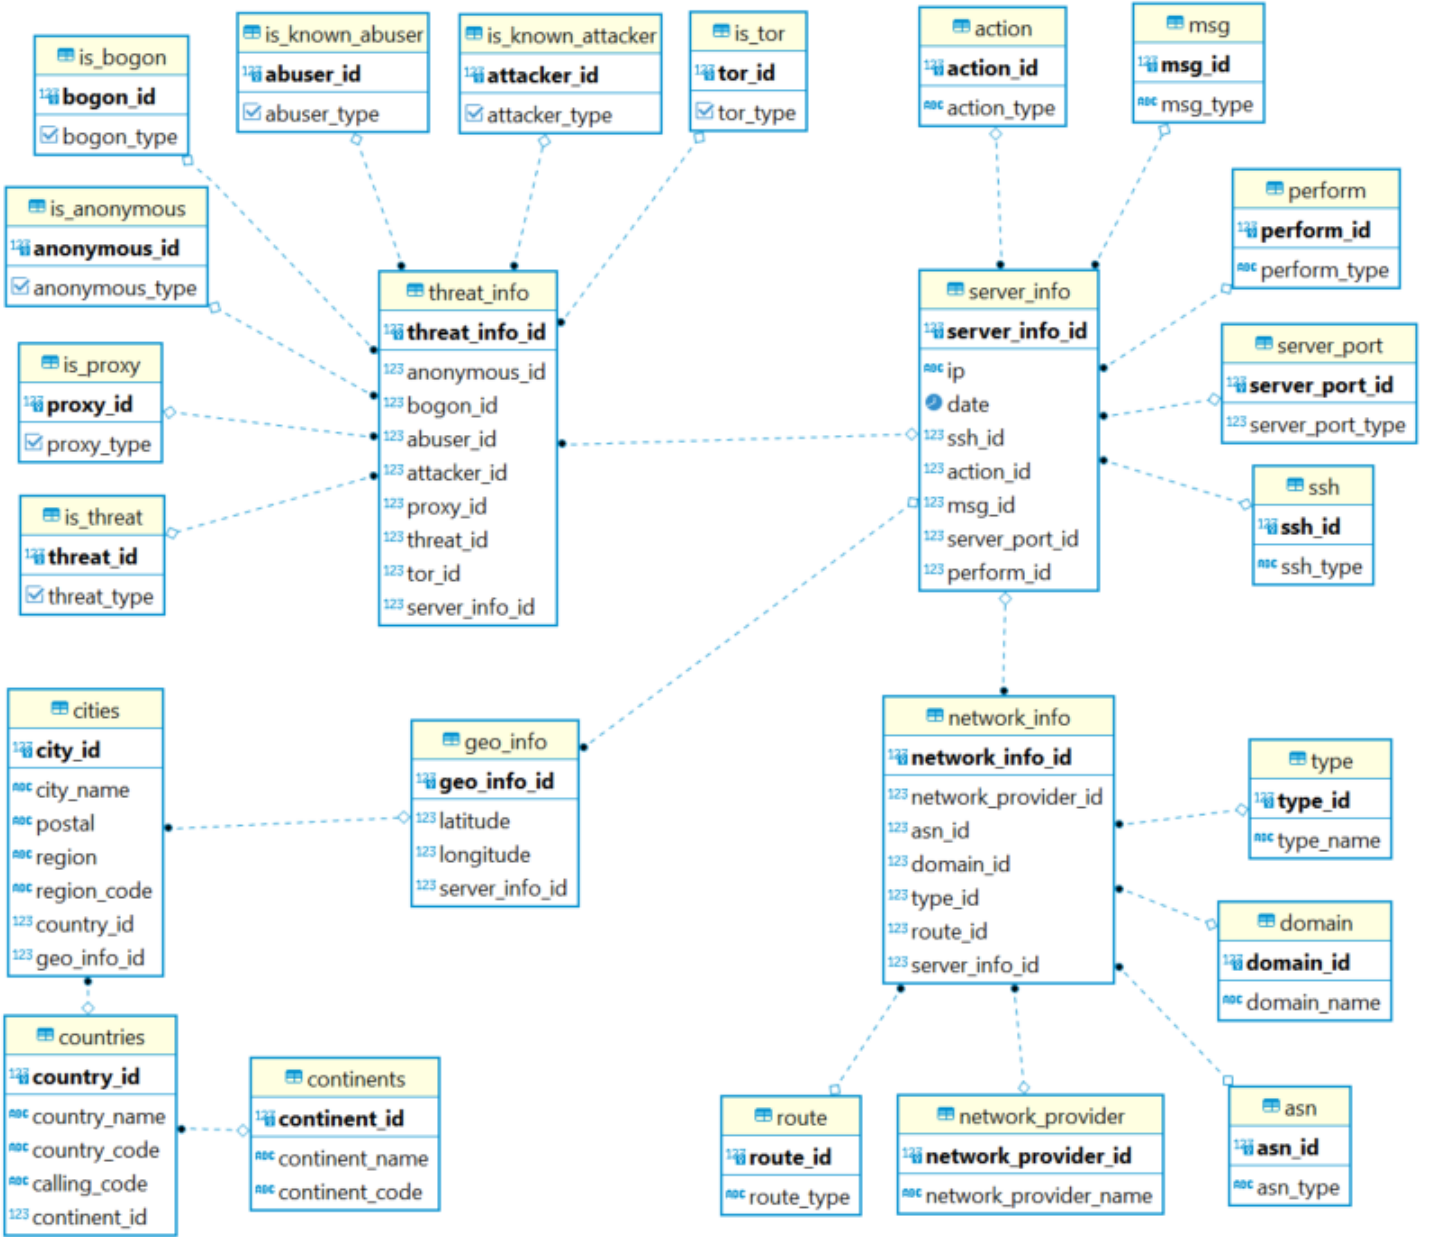 is_bogon
bogon_id
bogon_type
is_known_abuser
abuser_id
abuser_type
is_known_attacker
attacker_id
attacker_type
is_tor
tor_id
tor_type
action
action_id
action_type
msg
msg_id
msg_type
is_anonymous
anonymous_id
anonymous_type
perform
perform_id
perform_type
is_proxy
proxy_id
proxy_type
threat_info
threat_info_id
anonymous_id
bogon_id
abuser_id
attacker_id
proxy_id
threat_id
tor_id
server_info_id
server_info
server_info_id
ip
date
ssh_id
action_id
msg_id
server_port_id
perform_id
server_port
server_port_id
server_port_type
is_threat
threat_id
threat_type
ssh
ssh_id
ssh_type
cities
city_id
city_name
postal
region
region_code
country_id
geo_info_id
geo_info
geo_info_id
latitude
longitude
server_info_id
network_info
network_info_id
network_provider_id
asn_id
domain_id
type_id
route_id
server_info_id
type
type_id
type_name
domain
domain_id
domain_name
countries
country_id
country_name
country_code
calling_code
continent_id
continents
continent_id
continent_name
continent_code
route
route_id
route_type
network_provider
network_provider_id
network_provider_name
asn
asn_id
asn_type